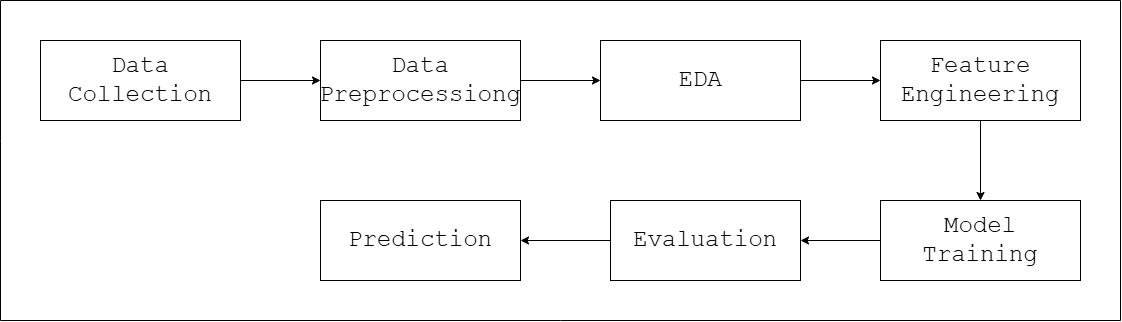 Data
Collection
Data
Preprocessiong
EDA
Feature
Engineering
Model
Training
Evaluation
Prediction